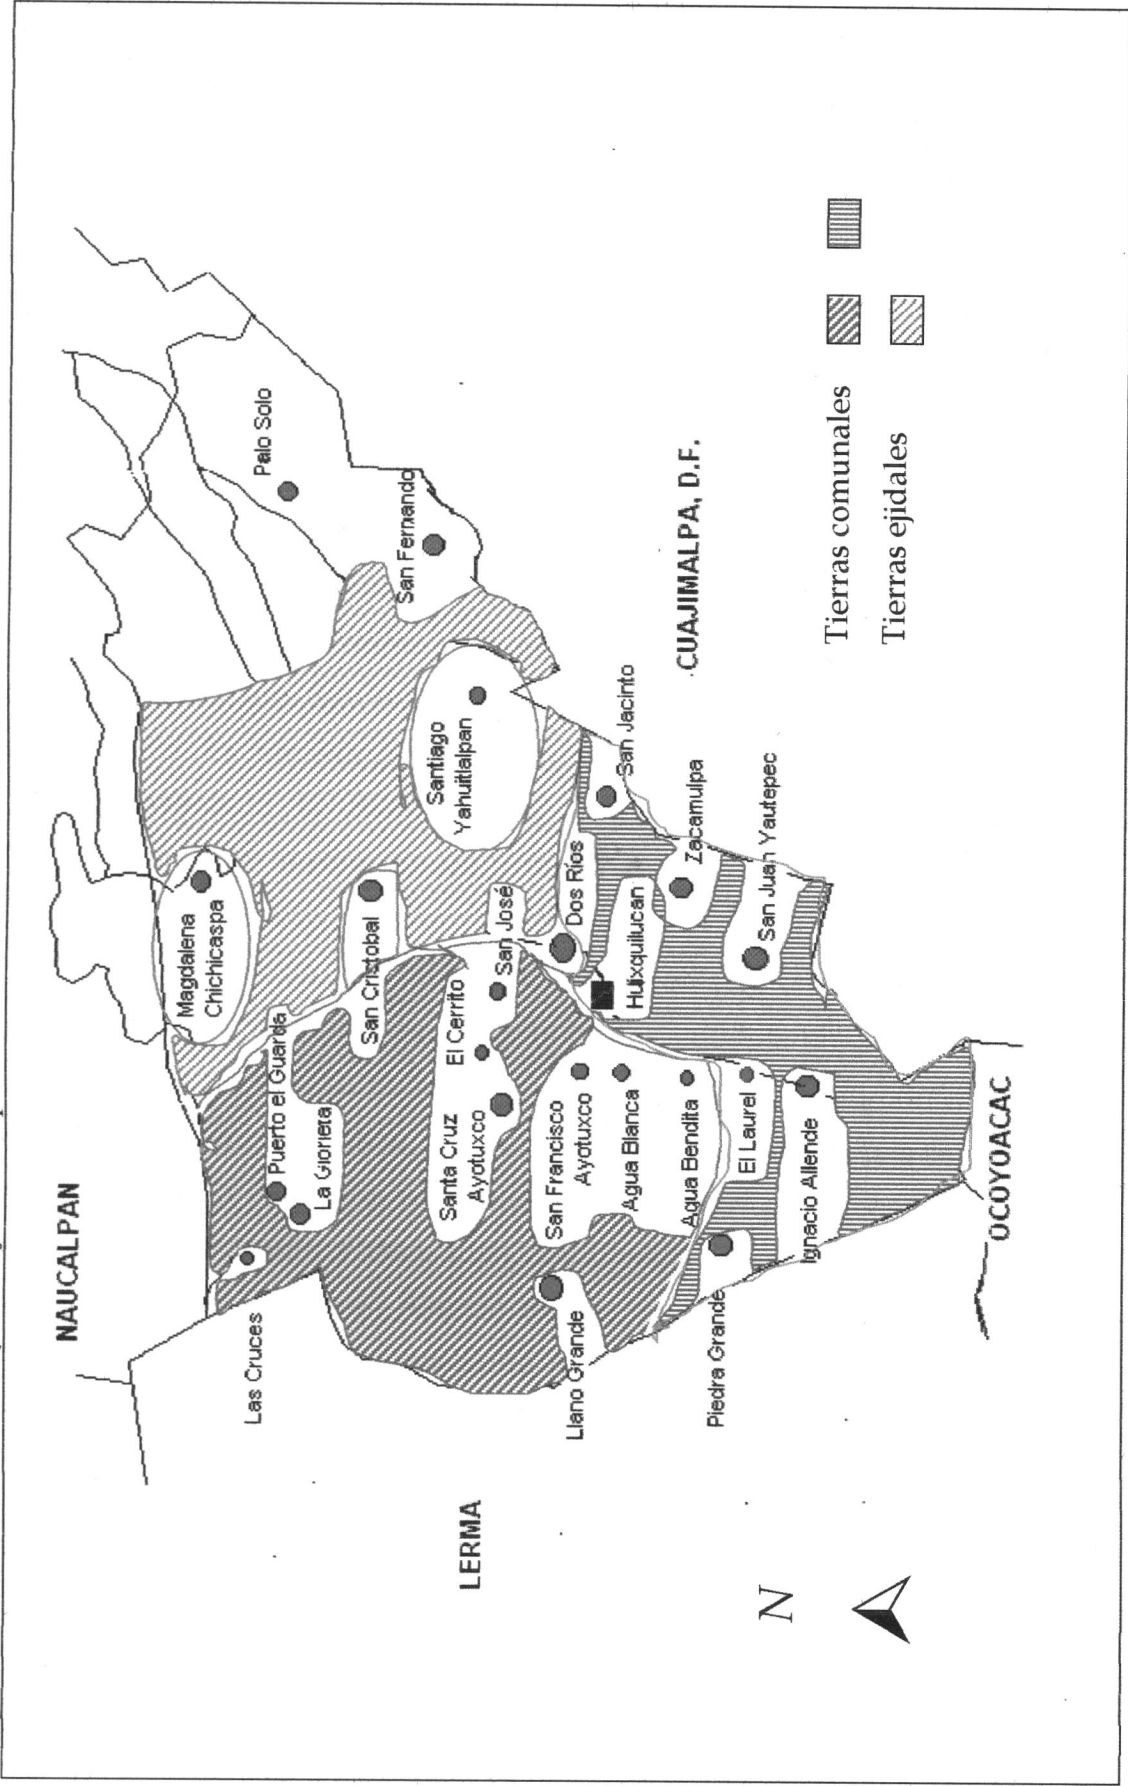 NAUCALPAN
Las Cruces
Puerto el Guarda
La Glorieta
Magdalena
Chichicaspa
San Cristobal
Palo Solo
San Fernando
Santa Cruz
Ayotuxco
El Cerrito
San José
Santiago
Yahuitlalpan
LERMA
Llano Grande
San Francisco
Ayotuxco
Agua Blanca
Agua Bendita
Dos Ríos
Huixquilucan
San Jacinto
Zacamulpa
San Juan Yautepec
CUAJIMALPA, D.F.
Piedra Grande
El Laurel
Ignacio Allende
OCOYOACAC
N
Tierras comunales
Tierras ejidales